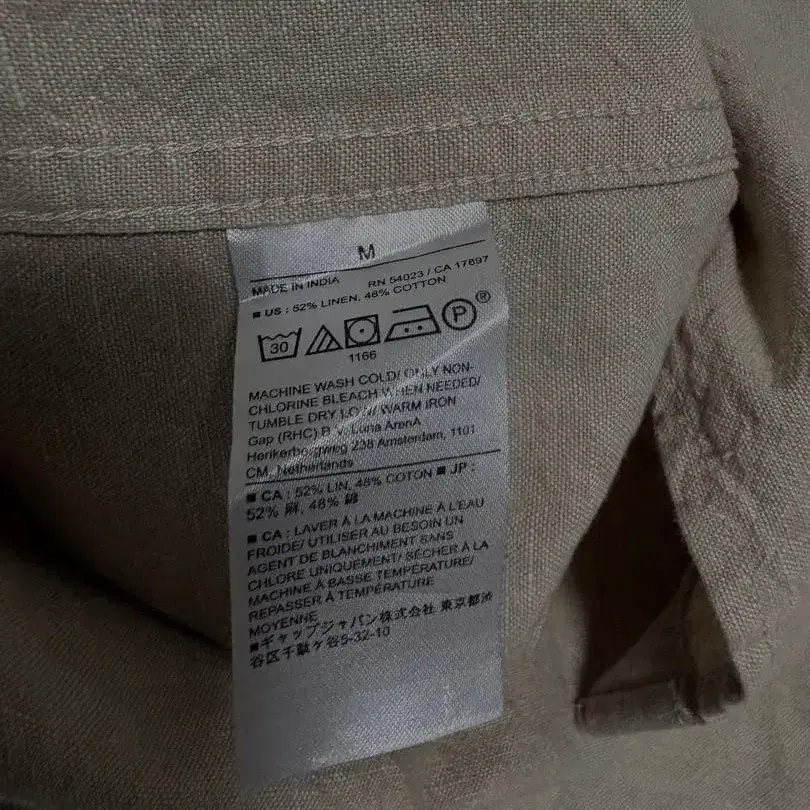 M
MADE IN INDIA RN 54023 / CA 17897
■ US : 52% LINEN, 48% COTTON
30 P ®
1166
MACHINE WASH COLD/ ONLY NON-
CHLORINE BLEACH WHEN NEEDED/
TUMBLE DRY LOW/ WARM IRON
Gap (RHC) B.V. Luna ArenA
Herikerbergweg 238 Amsterdam, 1101
CM, Netherlands
■ CA : 52% LIN, 48% COTON ■ JP :
52% 麻, 48% 綿
■ CA : LAVER À LA MACHINE À L'EAU
FROIDE/ UTILISER AU BESOIN UN
AGENT DE BLANCHIMENT SANS
CHLORE UNIQUEMENT/ SÉCHER À LA
MACHINE À BASSE TEMPÉRATURE/
REPASSER À TEMPÉRATURE
MOYENNE
■ギャップジャパン株式会社 東京都渋
谷区千駄ヶ谷5-32-10